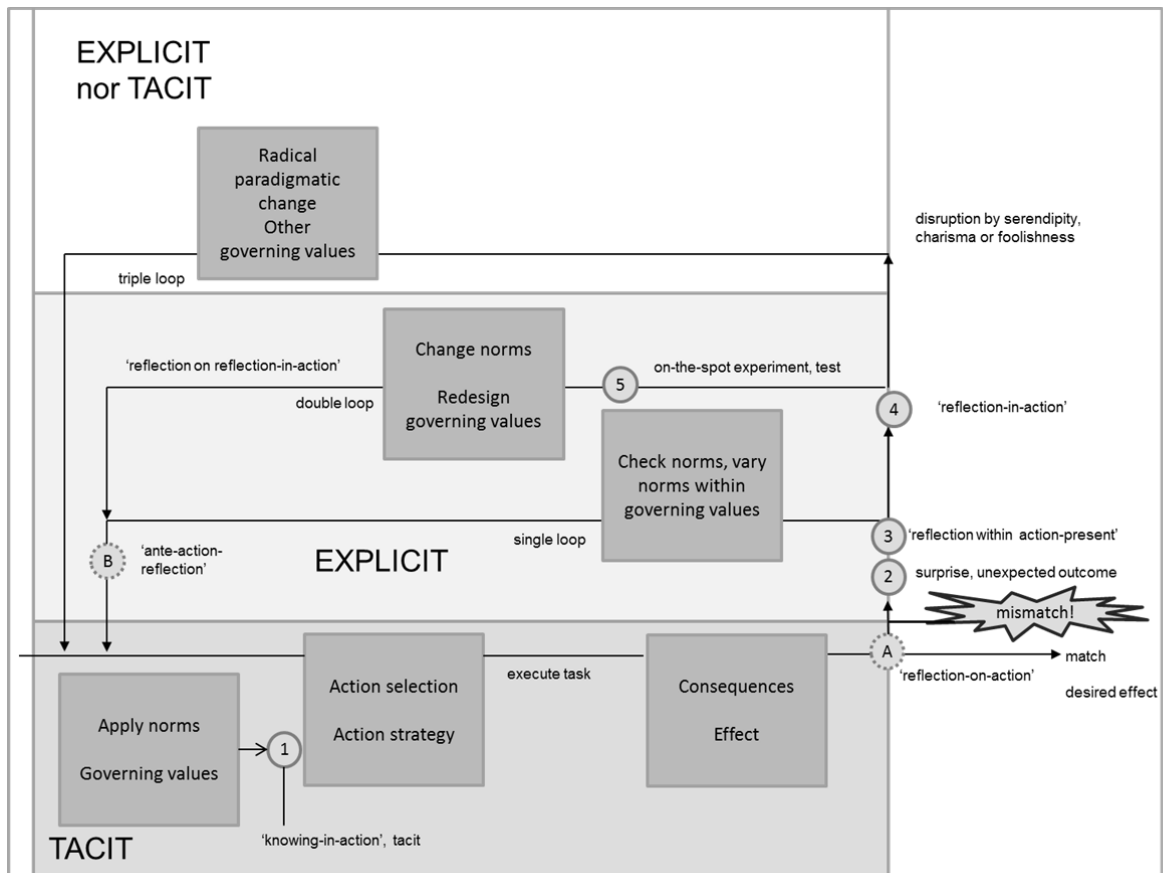 EXPLICIT
nor TACIT
Radical
paradigmatic
change
Other
governing values
disruption by serendipity,
charisma or foolishness
triple loop
Change norms
Redesign
governing values
‘reflection on reflection-in-action’
double loop
5
on-the-spot experiment, test
4
‘reflection-in-action’
Check norms, vary
norms within
governing values
single loop
3
‘reflection within action-present’
B
‘ante-action-
reflection’
EXPLICIT
2
surprise, unexpected outcome
mismatch!
A
match
‘reflection-on-action’
desired effect
Action selection
Action strategy
execute task
Consequences
Effect
Apply norms
Governing values
1
‘knowing-in-action’, tacit
TACIT